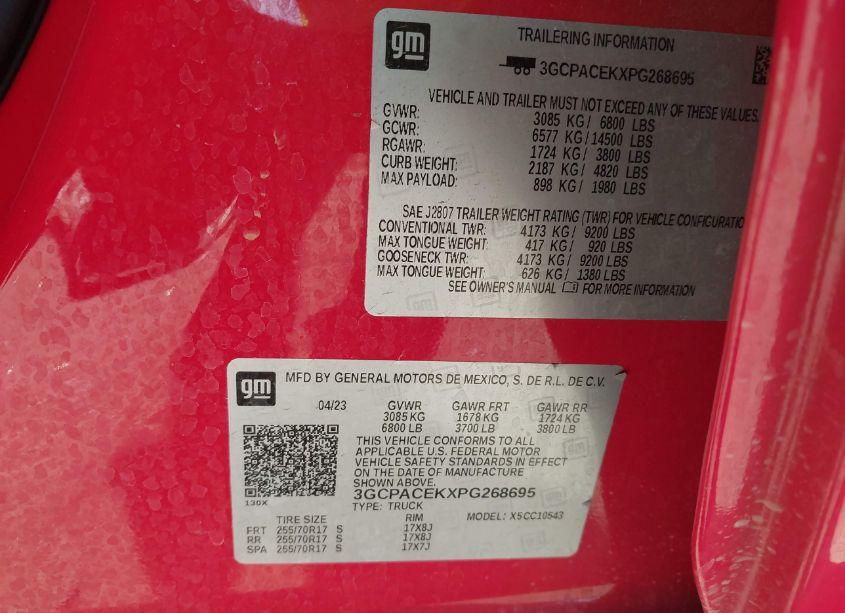 gm
TRAILERING INFORMATION
3GCPACEKXPG268695
VEHICLE AND TRAILER MUST NOT EXCEED ANY OF THESE VALUES.
GVWR: 3085 KG/ 6800 LBS
GCWR: 6577 KG/14500 LBS
RGAWR: 1724 KG/ 3800 LBS
CURB WEIGHT: 2187 KG/ 4820 LBS
MAX PAYLOAD: 898 KG/ 1980 LBS
SAE J2807 TRAILER WEIGHT RATING (TWR) FOR VEHICLE CONFIGURATIO
CONVENTIONAL TWR: 4173 KG/ 9200 LBS
MAX TONGUE WEIGHT: 417 KG/ 920 LBS
GOOSENECK TWR: 4173 KG/ 9200 LBS
MAX TONGUE WEIGHT: 626 KG/ 1380 LBS
SEE OWNER'S MANUAL FOR MORE INFORMATION
gm
MFD BY GENERAL MOTORS DE MEXICO, S. DE R.L. DE C.V.
04/23 GVWR GAWR FRT GAWR RR
3085 KG 1678 KG 1724 KG
6800 LB 3700 LB 3800 LB
THIS VEHICLE CONFORMS TO ALL
APPLICABLE U.S. FEDERAL MOTOR
VEHICLE SAFETY STANDARDS IN EFFECT
ON THE DATE OF MANUFACTURE
SHOWN ABOVE.
3GCPACEKXPG268695
130X
TYPE: TRUCK
MODEL: X5CC10543
TIRE SIZE RIM
FRT 255/70R17 S 17X8J
RR 255/70R17 S 17X8J
SPA 255/70R17 S 17X7J